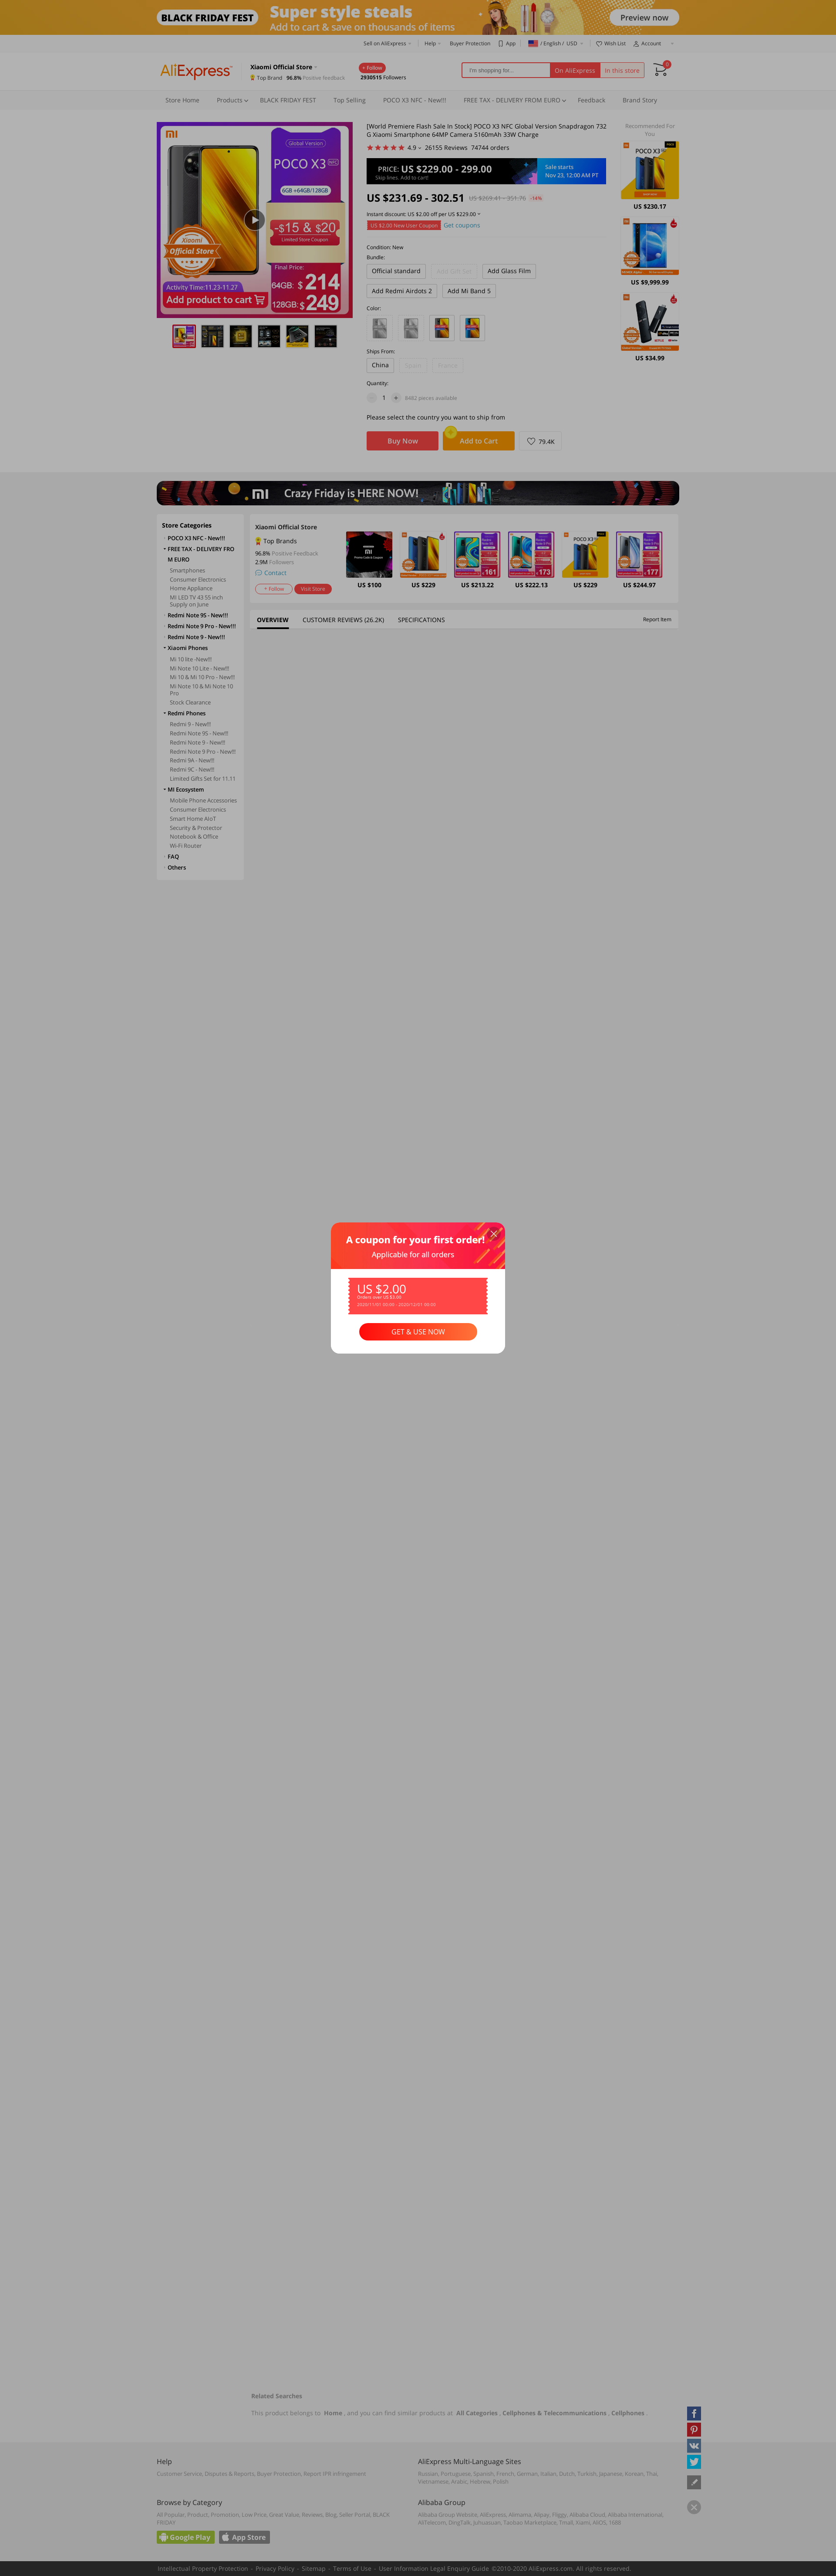 BLACK FRIDAY FEST
Super style steals
Add to cart & save on thousands of items
Preview now
Sell on AliExpress
Help
Buyer Protection
App
/ English / USD
Wish List
Account
AliExpress
Xiaomi Official Store
Top Brand 96.8% Positive feedback
+ Follow
2930515 Followers
I'm shopping for...
On AliExpress
In this store
0
Store Home
Products
BLACK FRIDAY FEST
Top Selling
POCO X3 NFC - New!!!
FREE TAX - DELIVERY FROM EURO
Feedback
Brand Story
Global Version
POCO X3 NFC
6GB +64GB/128GB
-$15 & $20
Limited Store Coupon
Xiaomi
Official Store
Final Price:
64GB: $ 214
128GB: $ 249
Activity Time:11.23-11.27
Add product to cart
[World Premiere Flash Sale In Stock] POCO X3 NFC Global Version Snapdragon 732
G Xiaomi Smartphone 64MP Camera 5160mAh 33W Charge
4.9 26155 Reviews 74744 orders
PRICE: US $229.00 - 299.00
Skip lines. Add to cart!
Sale starts
Nov 23, 12:00 AM PT
US $231.69 - 302.51 US $269.41 - 351.76 -14%
Instant discount: US $2.00 off per US $229.00
US $2.00 New User Coupon Get coupons
Condition: New
Bundle:
Official standard
Add Glass Film
Add Redmi Airdots 2
Add Mi Band 5
Color:
Ships From:
China
Quantity:
1
6482 pieces available
Please select the country you want to ship from
Buy Now
Add to Cart
79.4K
Recommended For
You
POCO X3
US $230.17
US $9,999.99
US $34.99
Crazy Friday is HERE NOW!
Store Categories
POCO X3 NFC - New!!!
FREE TAX - DELIVERY FRO
M EURO
Smartphones
Consumer Electronics
Home Appliance
MI LED TV 43 55 inch
Supply on June
Redmi Note 9S - New!!!
Redmi Note 9 Pro - New!!!
Redmi Note 9 - New!!!
Xiaomi Phones
Mi 10 lite -New!!!
Mi Note 10 Lite - New!!!
Mi 10 & Mi 10 Pro - New!!!
Mi Note 10 & Mi Note 10
Pro
Stock Clearance
Redmi Phones
Redmi 9 - New!!!
Redmi Note 9S - New!!!
Redmi Note 9 - New!!!
Redmi Note 9 Pro - New!!!
Redmi 9A - New!!!
Redmi 9C - New!!!
Limited Gifts Set for 11.11
MI Ecosystem
Mobile Phone Accessories
Consumer Electronics
Smart Home AIoT
Security & Protector
Notebook & Office
Wi-Fi Router
FAQ
Others
Xiaomi Official Store
Top Brands
96.8% Positive Feedback
2.9M Followers
Contact
+ Follow
Visit Store
US $100
US $229
161
US $213.22
173
US $222.13
POCO X3
US $229
177
US $244.97
OVERVIEW
CUSTOMER REVIEWS (26.2K)
SPECIFICATIONS
Report Item
A coupon for your first order!
Applicable for all orders
US $2.00
Orders over US $3.00
2020/11/01 00:00 - 2020/12/01 00:00
GET & USE NOW
Related Searches
This product belongs to Home , and you can find similar products at All Categories , Cellphones & Telecommunications , Cellphones .
Help
Customer Service, Disputes & Reports, Buyer Protection, Report IPR infringement
AliExpress Multi-Language Sites
Russian, Portuguese, Spanish, French, German, Italian, Dutch, Turkish, Japanese, Korean, Thai,
Vietnamese, Arabic, Hebrew, Polish
Browse by Category
All Popular, Product, Promotion, Low Price, Great Value, Reviews, Blog, Seller Portal, BLACK
FRIDAY
Alibaba Group
Alibaba Group Website, AliExpress, Alimama, Alipay, Fliggy, Alibaba Cloud, Alibaba International,
AliTelecom, DingTalk, Juhuasuan, Taobao Marketplace, Tmall, Xiami, AliOS, 1688
Google Play
App Store
Intellectual Property Protection - Privacy Policy - Sitemap - Terms of Use - User Information Legal Enquiry Guide ©2010-2020 AliExpress.com. All rights reserved.